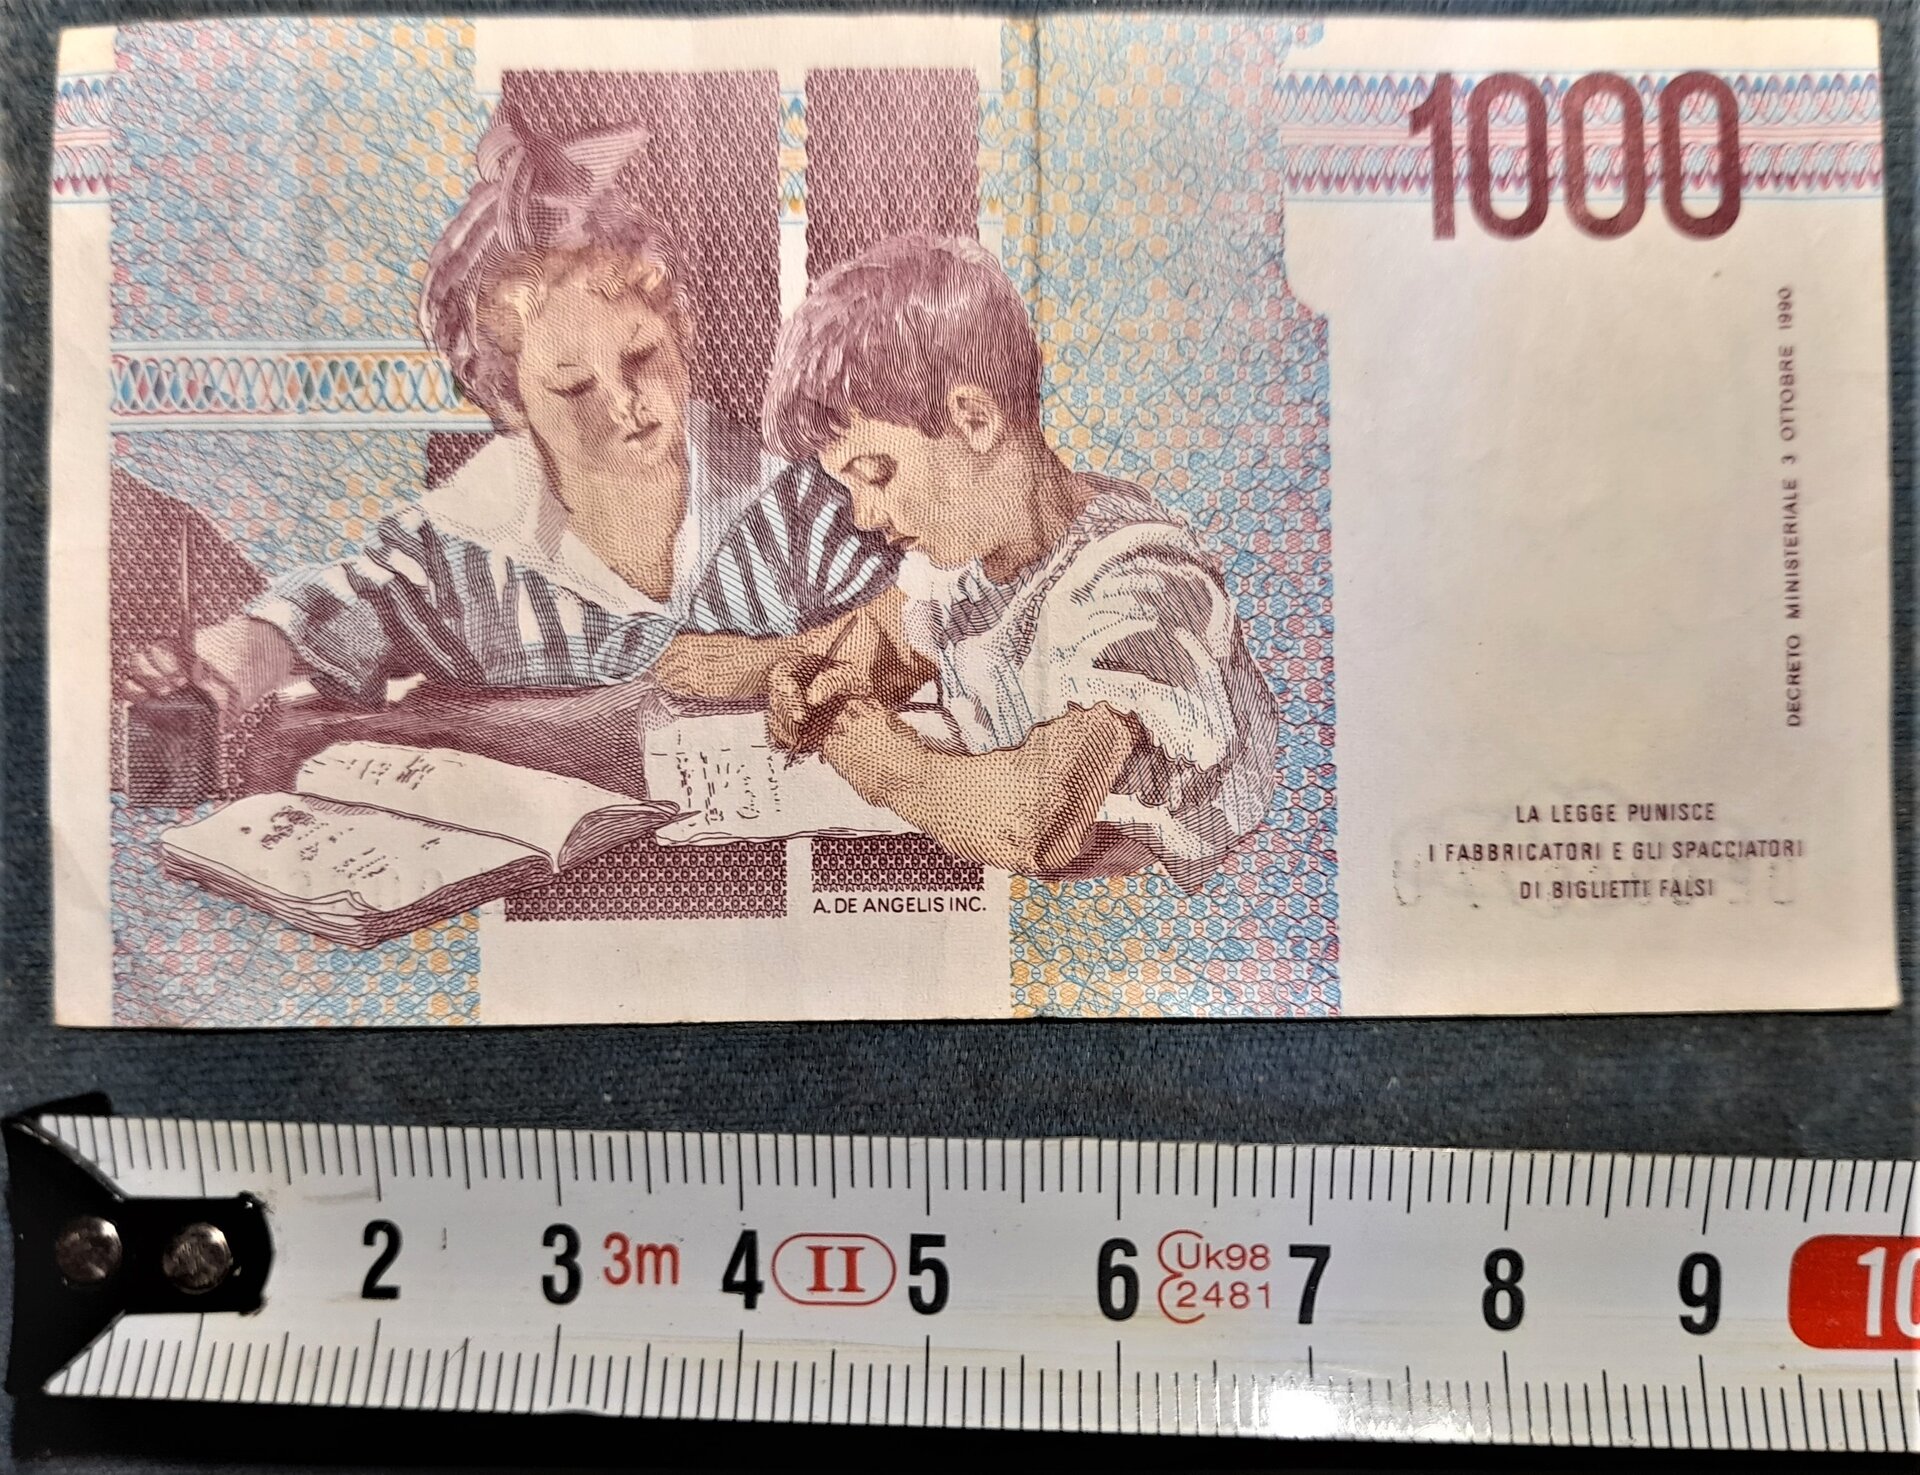 1000
DECRETO MINISTERIALE 3 OTTOBRE 1990
LA LEGGE PUNISCE
I FABBRICATORI E GLI SPACCIATORI
DI BIGLIETTI FALSI
A. DE ANGELIS INC.
2 3 3m 4 II 5 6 Uk98 7 8 9 10
2481